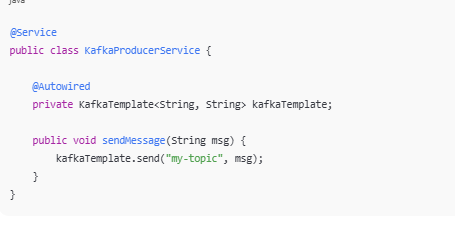 java
@Service
public class KafkaProducerService {
@Autowired
private KafkaTemplate<String, String> kafkaTemplate;
public void sendMessage(String msg) {
kafkaTemplate.send("my-topic", msg);
}
}